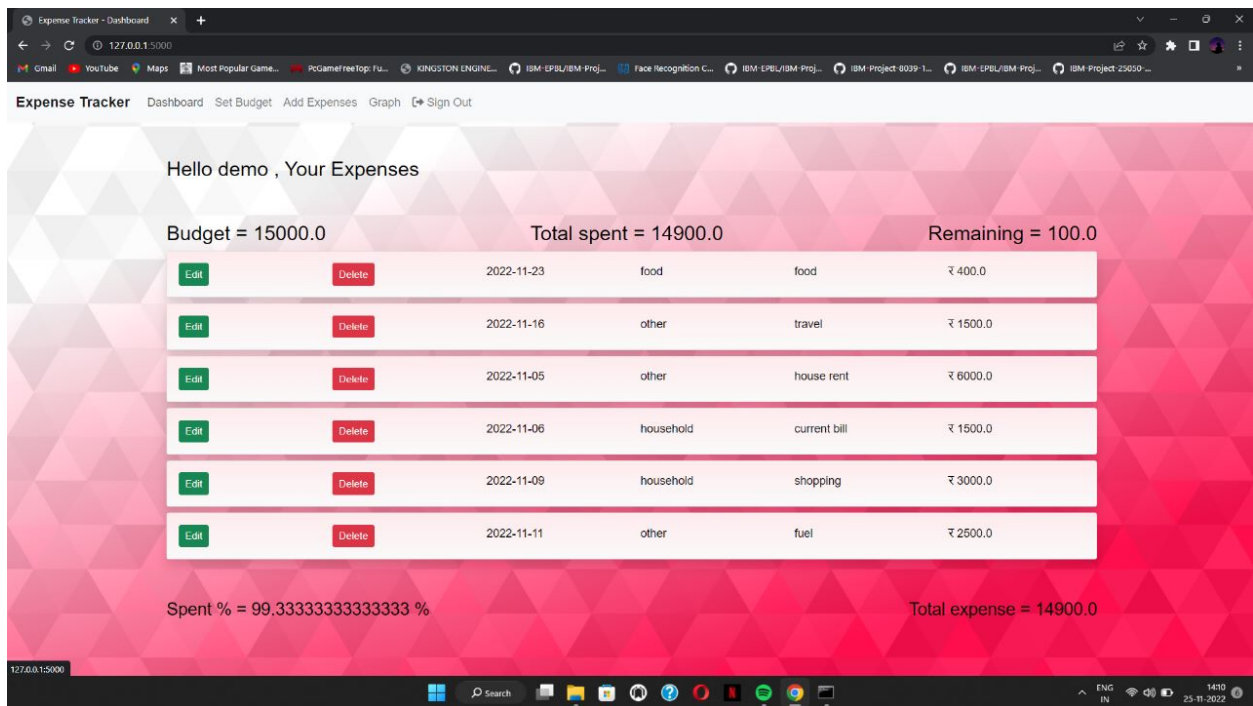 Expense Tracker - Dashboard
127.0.0.1:5000
Gmail YouTube Maps Most Popular Game... PcGameFreeTop: Fu... KINGSTON ENGINE... IBM-EPBL/IBM-Proj... Face Recognition C... IBM-EPBL/IBM-Proj... IBM-Project-8039-1... IBM-EPBL/IBM-Proj... IBM-Project-25050-...
Expense Tracker Dashboard Set Budget Add Expenses Graph Sign Out
Hello demo , Your Expenses
Budget = 15000.0 Total spent = 14900.0 Remaining = 100.0
Edit Delete 2022-11-23 food food ₹ 400.0
Edit Delete 2022-11-16 other travel ₹ 1500.0
Edit Delete 2022-11-05 other house rent ₹ 6000.0
Edit Delete 2022-11-06 household current bill ₹ 1500.0
Edit Delete 2022-11-09 household shopping ₹ 3000.0
Edit Delete 2022-11-11 other fuel ₹ 2500.0
Spent % = 99.33333333333333 % Total expense = 14900.0
127.0.0.1:5000
Search ENG 14:10
IN 25-11-2022